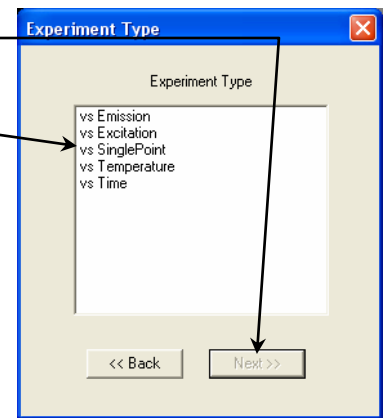 Experiment Type
Experiment Type
vs Emission
vs Excitation
vs SinglePoint
vs Temperature
vs Time
<< Back
Next >>